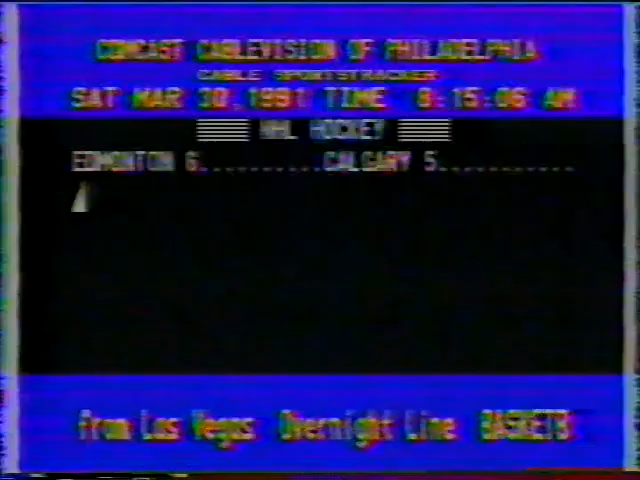 COMCAST CABLEVISION OF PHILADELPHIA
CABLE SPORTSTRACKER
SAT MAR 30,1991 TIME 8:15:06 AM
NHL HOCKEY
EDMONTON 6..........CALGARY 5...........
from Las Vegas Overnight Line BASKETB